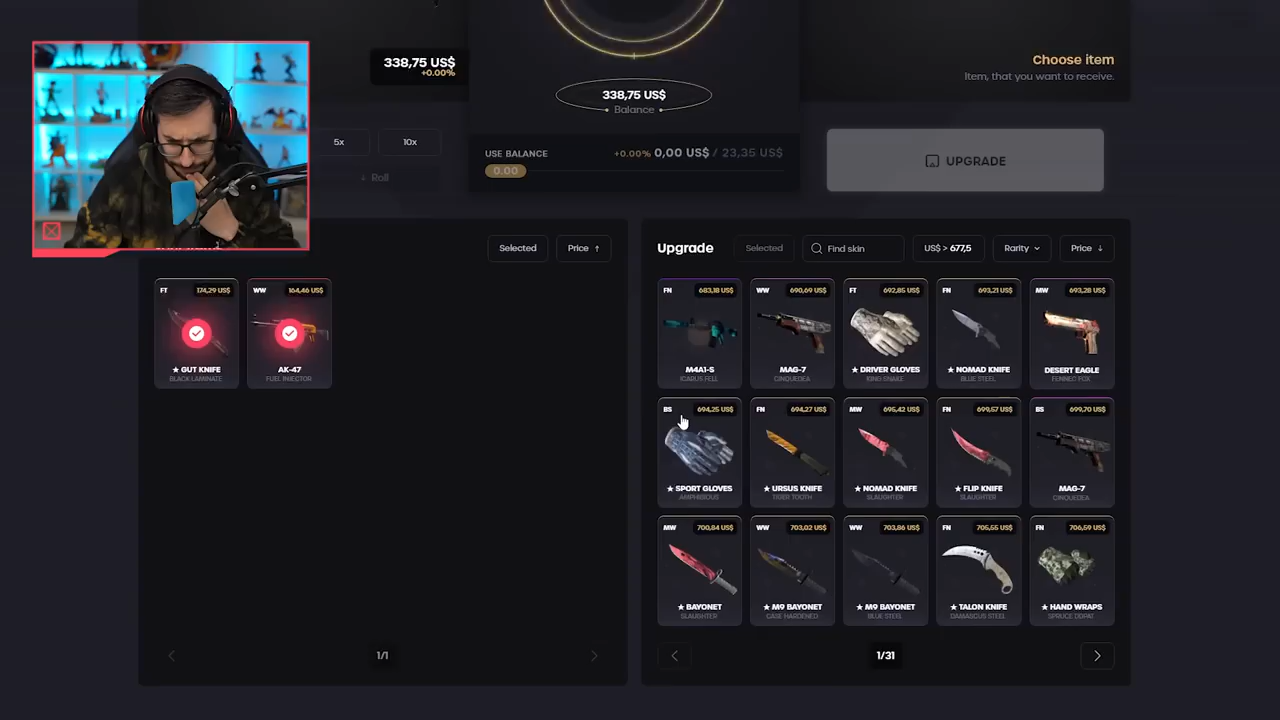 338,75 US$
+0.00%
338,75 US$
Balance
Choose item
Item, that you want to receive.
5x
10x
Roll
USE BALANCE
+0.00% 0,00 US$ / 23,35 US$
0.00
UPGRADE
Selected
Price ↑
Upgrade
Selected
Find skin
US$ > 677,5
Rarity
Price ↓
FT 174,29 US$
★ GUT KNIFE
BLACK LAMINATE
WW 164,46 US$
AK-47
FUEL INJECTOR
FN 683,18 US$
M4A1-S
ICARUS FELL
WW 690,69 US$
MAG-7
CINQUEDEA
FT 692,85 US$
★ DRIVER GLOVES
KING SNAKE
FN 693,21 US$
★ NOMAD KNIFE
BLUE STEEL
MW 693,28 US$
DESERT EAGLE
FENNEC FOX
BS 694,25 US$
★ SPORT GLOVES
AMPHIBIOUS
FN 694,27 US$
★ URSUS KNIFE
TIGER TOOTH
MW 695,42 US$
★ NOMAD KNIFE
SLAUGHTER
FN 699,57 US$
★ FLIP KNIFE
SLAUGHTER
BS 699,70 US$
MAG-7
CINQUEDEA
MW 700,84 US$
★ BAYONET
SLAUGHTER
WW 703,02 US$
★ M9 BAYONET
CASE HARDENED
WW 703,86 US$
★ M9 BAYONET
BLUE STEEL
FN 705,55 US$
★ TALON KNIFE
DAMASCUS STEEL
FN 706,59 US$
★ HAND WRAPS
SPRUCE DDPAT
1/1
1/31